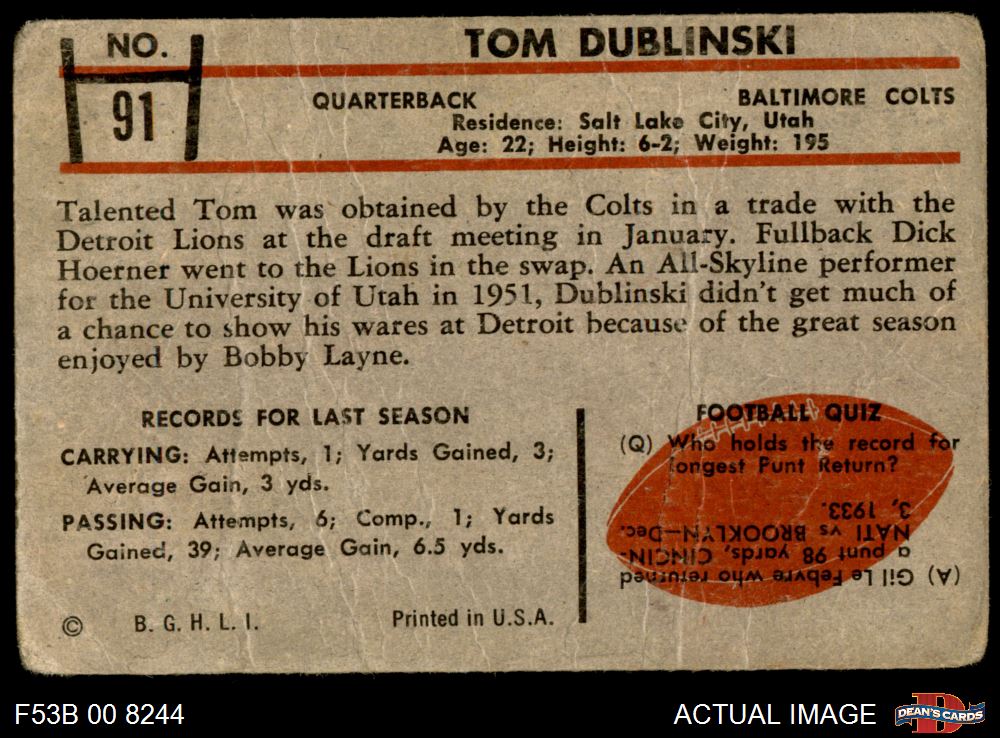 NO.
91
TOM DUBLINSKI
QUARTERBACK BALTIMORE COLTS
Residence: Salt Lake City, Utah
Age: 22; Height: 6-2; Weight: 195
Talented Tom was obtained by the Colts in a trade with the
Detroit Lions at the draft meeting in January. Fullback Dick
Hoerner went to the Lions in the swap. An All-Skyline performer
for the University of Utah in 1951, Dublinski didn't get much of
a chance to show his wares at Detroit because of the great season
enjoyed by Bobby Layne.
RECORDS FOR LAST SEASON
CARRYING: Attempts, 1; Yards Gained, 3;
Average Gain, 3 yds.
PASSING: Attempts, 6; Comp., 1; Yards
Gained, 39; Average Gain, 6.5 yds.
© B. G. H. L. I. Printed in U.S.A.
FOOTBALL QUIZ
(Q) Who holds the record for
longest Punt Return?
(A) Gil Le Febvre who returned
a punt 98 yards, CINCIN-
NATI vs BROOKLYN—Dec.
3, 1933.
F53B 00 8244
ACTUAL IMAGE
DEAN'S CARDS